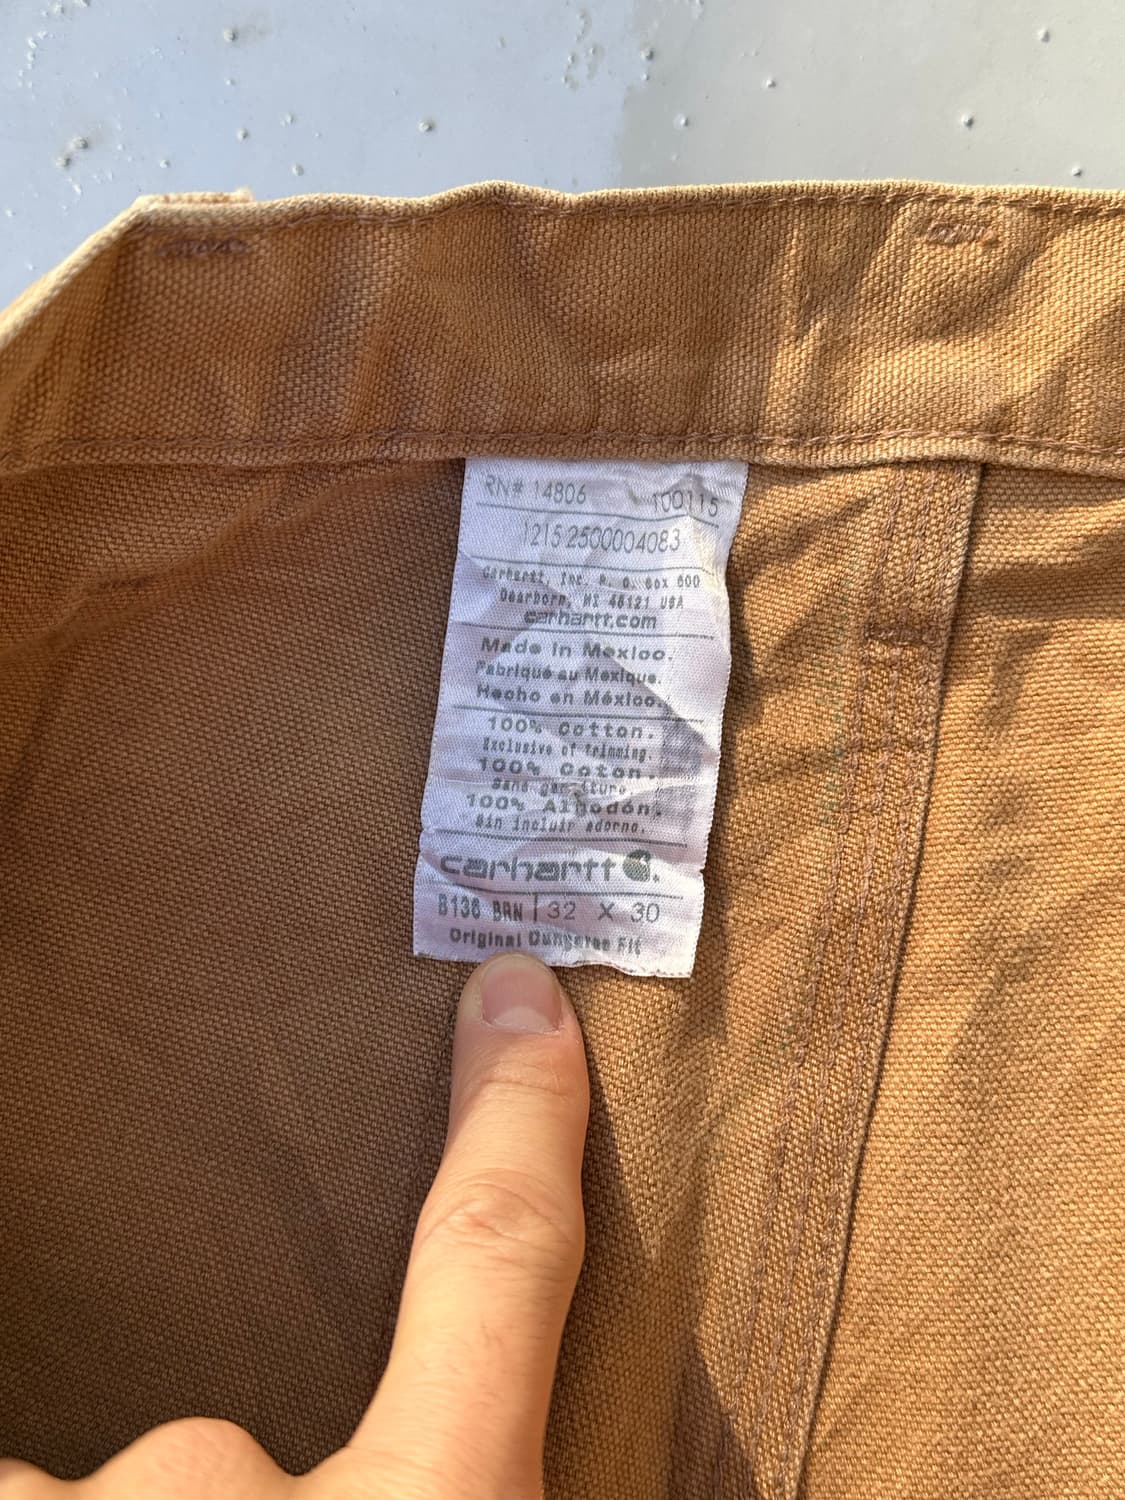 RN# 14806 100115
1215 2500004083
Carhartt, Inc. P. O. Box 600
Dearborn, MI 48121 USA
carhartt.com
Made in Mexico.
Fabriqué au Mexique.
Hecho en México.
100% Cotton.
Exclusive of trimming.
100% Coton.
Sans garniture.
100% Algodón.
Sin incluir adorno.
carhartt
B136 BRN | 32 X 30
Original Dungaree Fit